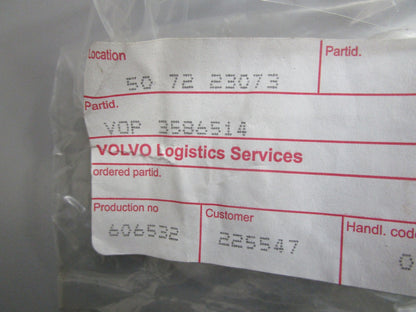 Location
Partid.
50 72 23073
Partid.
VOP 3586514
VOLVO Logistics Services
ordered partid.
Production no
Customer
Handl. code
606532
225547
0